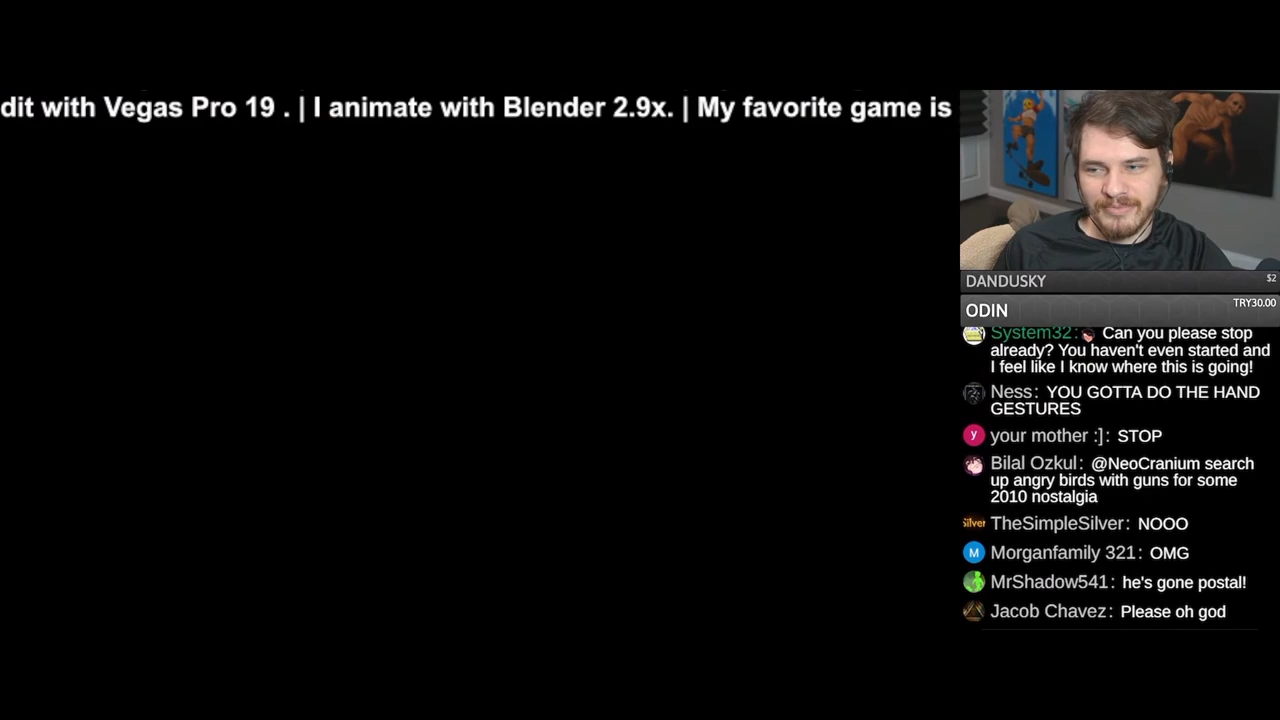 dit with Vegas Pro 19 . | I animate with Blender 2.9x. | My favorite game is
DANDUSKY
$2
ODIN
TRY30.00
System32: Can you please stop
already? You haven't even started and
I feel like I know where this is going!
Ness: YOU GOTTA DO THE HAND
GESTURES
y your mother :]: STOP
Bilal Ozkul: @NeoCranium search
up angry birds with guns for some
2010 nostalgia
Silver TheSimpleSilver: NOOO
M Morganfamily 321: OMG
MrShadow541: he's gone postal!
Jacob Chavez: Please oh god